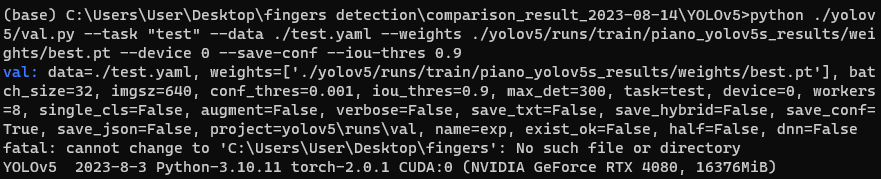 (base) C:\Users\User\Desktop\fingers detection\comparison_result_2023-08-14\YOLOv5>python ./yolov
5/val.py --task "test" --data ./test.yaml --weights ./yolov5/runs/train/piano_yolov5s_results/wei
ghts/best.pt --device 0 --save-conf --iou-thres 0.9
val: data=./test.yaml, weights=['./yolov5/runs/train/piano_yolov5s_results/weights/best.pt'], bat
ch_size=32, imgsz=640, conf_thres=0.001, iou_thres=0.9, max_det=300, task=test, device=0, workers
=8, single_cls=False, augment=False, verbose=False, save_txt=False, save_hybrid=False, save_conf=
True, save_json=False, project=yolov5\runs\val, name=exp, exist_ok=False, half=False, dnn=False
fatal: cannot change to 'C:\Users\User\Desktop\fingers': No such file or directory
YOLOv5  2023-8-3 Python-3.10.11 torch-2.0.1 CUDA:0 (NVIDIA GeForce RTX 4080, 16376MiB)